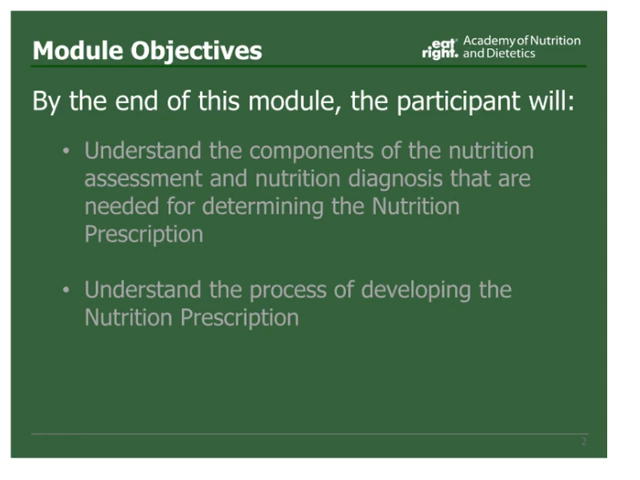 Module Objectives
eat right. Academy of Nutrition and Dietetics
By the end of this module, the participant will:
• Understand the components of the nutrition
assessment and nutrition diagnosis that are
needed for determining the Nutrition
Prescription
• Understand the process of developing the
Nutrition Prescription
2